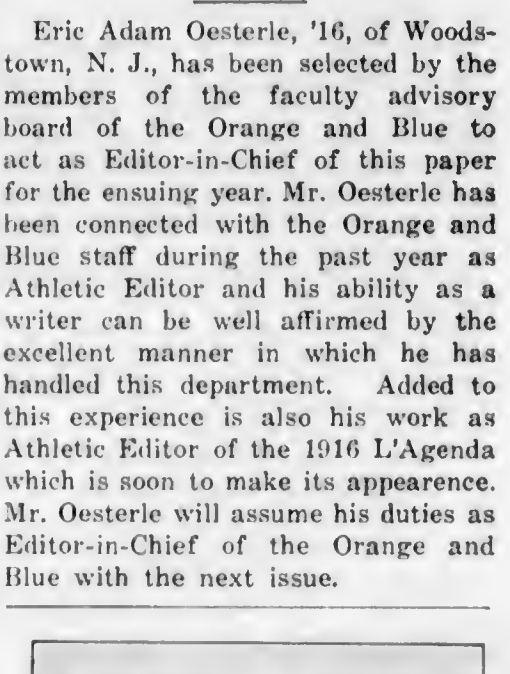 Eric Adam Oesterle, '16, of Woods-
town, N. J., has been selected by the
members of the faculty advisory
board of the Orange and Blue to
act as Editor-in-Chief of this paper
for the ensuing year. Mr. Oesterle has
been connected with the Orange and
Blue staff during the past year as
Athletic Editor and his ability as a
writer can be well affirmed by the
excellent manner in which he has
handled this department. Added to
this experience is also his work as
Athletic Editor of the 1916 L'Agenda
which is soon to make its appearence.
Mr. Oesterle will assume his duties as
Editor-in-Chief of the Orange and
Blue with the next issue.